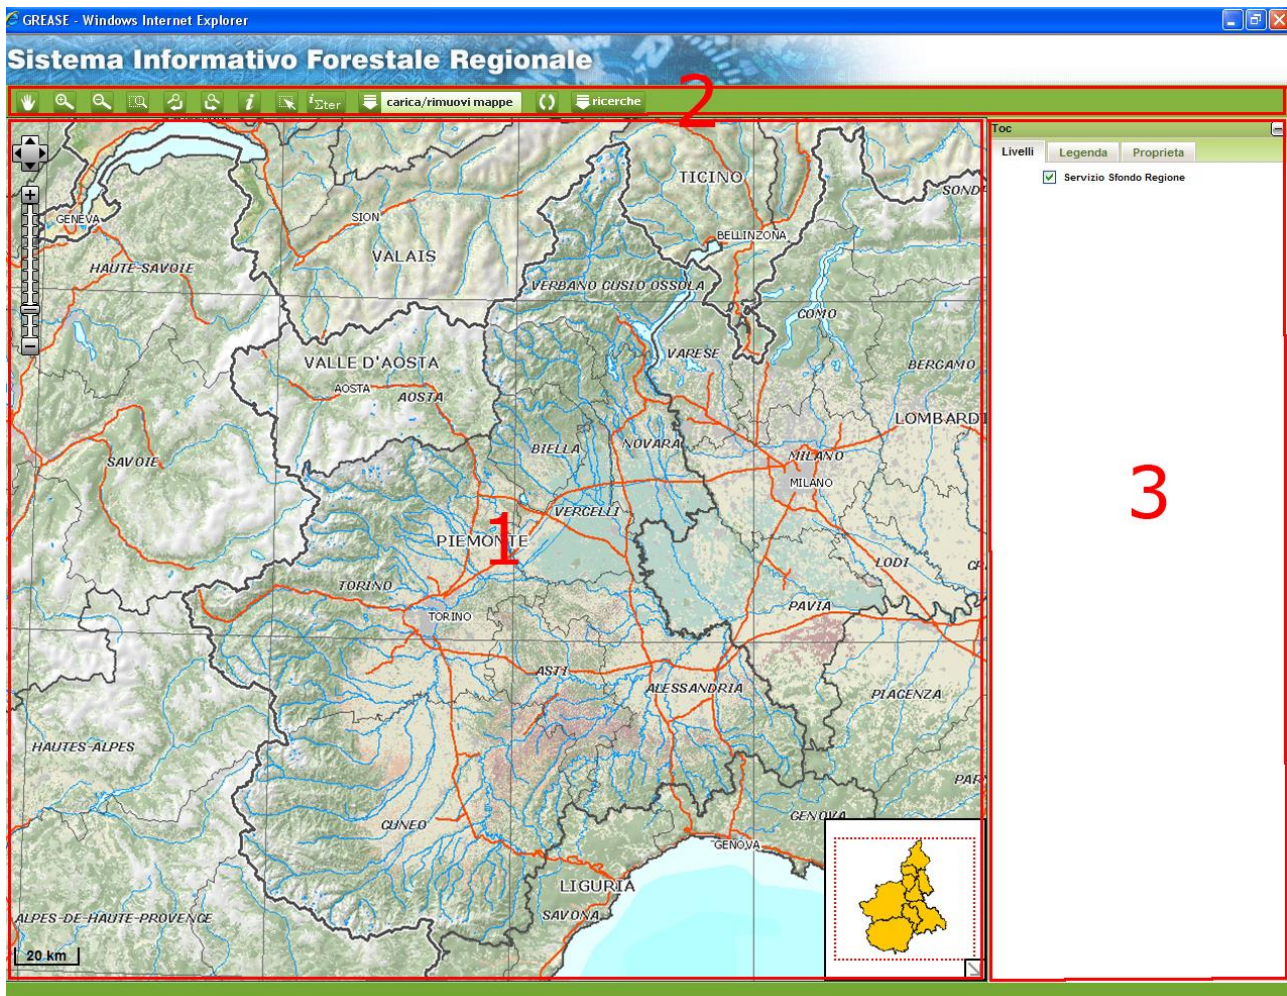 GREASE - Windows Internet Explorer
Sistema Informativo Forestale Regionale
i iΣter carica/rimuovi mappe ricerche
2
Toc
Livelli Legenda Proprieta
Servizio Sfondo Regione
TICINO
SION
GENEVA
BELLINZONA
VALAIS
HAUTE-SAVOIE
VERBANO CUSIO OSSOLA
COMO
VARESE
VALLE D'AOSTA
BERGAMO
AOSTA
AOSTA
LOMBARDI
BIELLA
NOVARA
MILANO
SAVOIE
MILANO
3
VERCELLI
1
PIEMONTE
LODI
TORINO
PAVIA
TORINO
ASTI
ALESSANDRIA
PIACENZA
HAUTES-ALPES
CUNEO
GENOVA
GENOVA
LIGURIA
SAVONA
ALPES-DE-HAUTE-PROVENCE
20 km